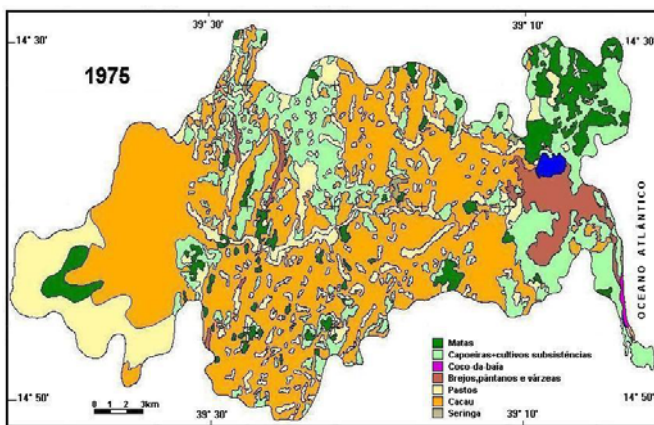 39° 30'
39° 10'
14° 30'
14° 30'
1975
OCEANO ATLÂNTICO
Matas
Capoeiras+cultivos subsistências
Coco-da-baía
Brejos,pântanos e várzeas
Pastos
Cacau
Seringa
14° 50'
0 1 2 3km
14° 50'
39° 30'
39° 10'